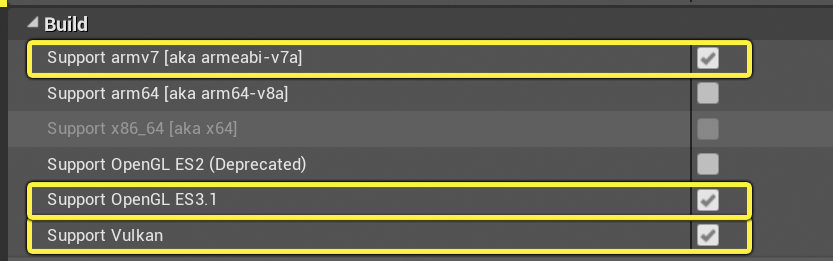 Build
Support armv7 [aka armeabi-v7a]
Support arm64 [aka arm64-v8a]
Support x86_64 [aka x64]
Support OpenGL ES2 (Deprecated)
Support OpenGL ES3.1
Support Vulkan